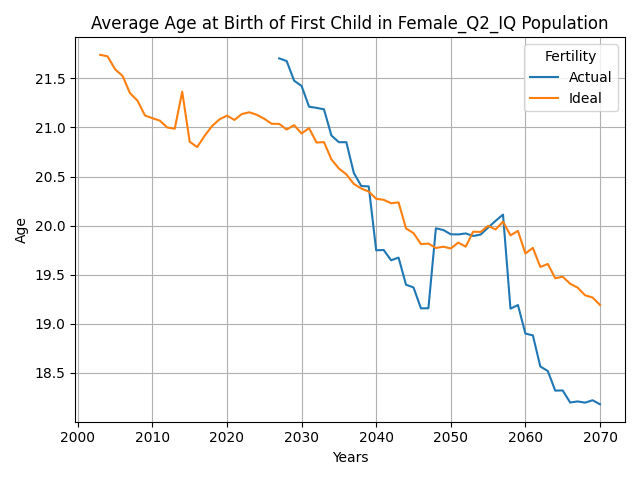 Average Age at Birth of First Child in Female_Q2_IQ Population
Fertility
Actual
Ideal
Age
21.5
21.0
20.5
20.0
19.5
19.0
18.5
2000 2010 2020 2030 2040 2050 2060 2070
Years